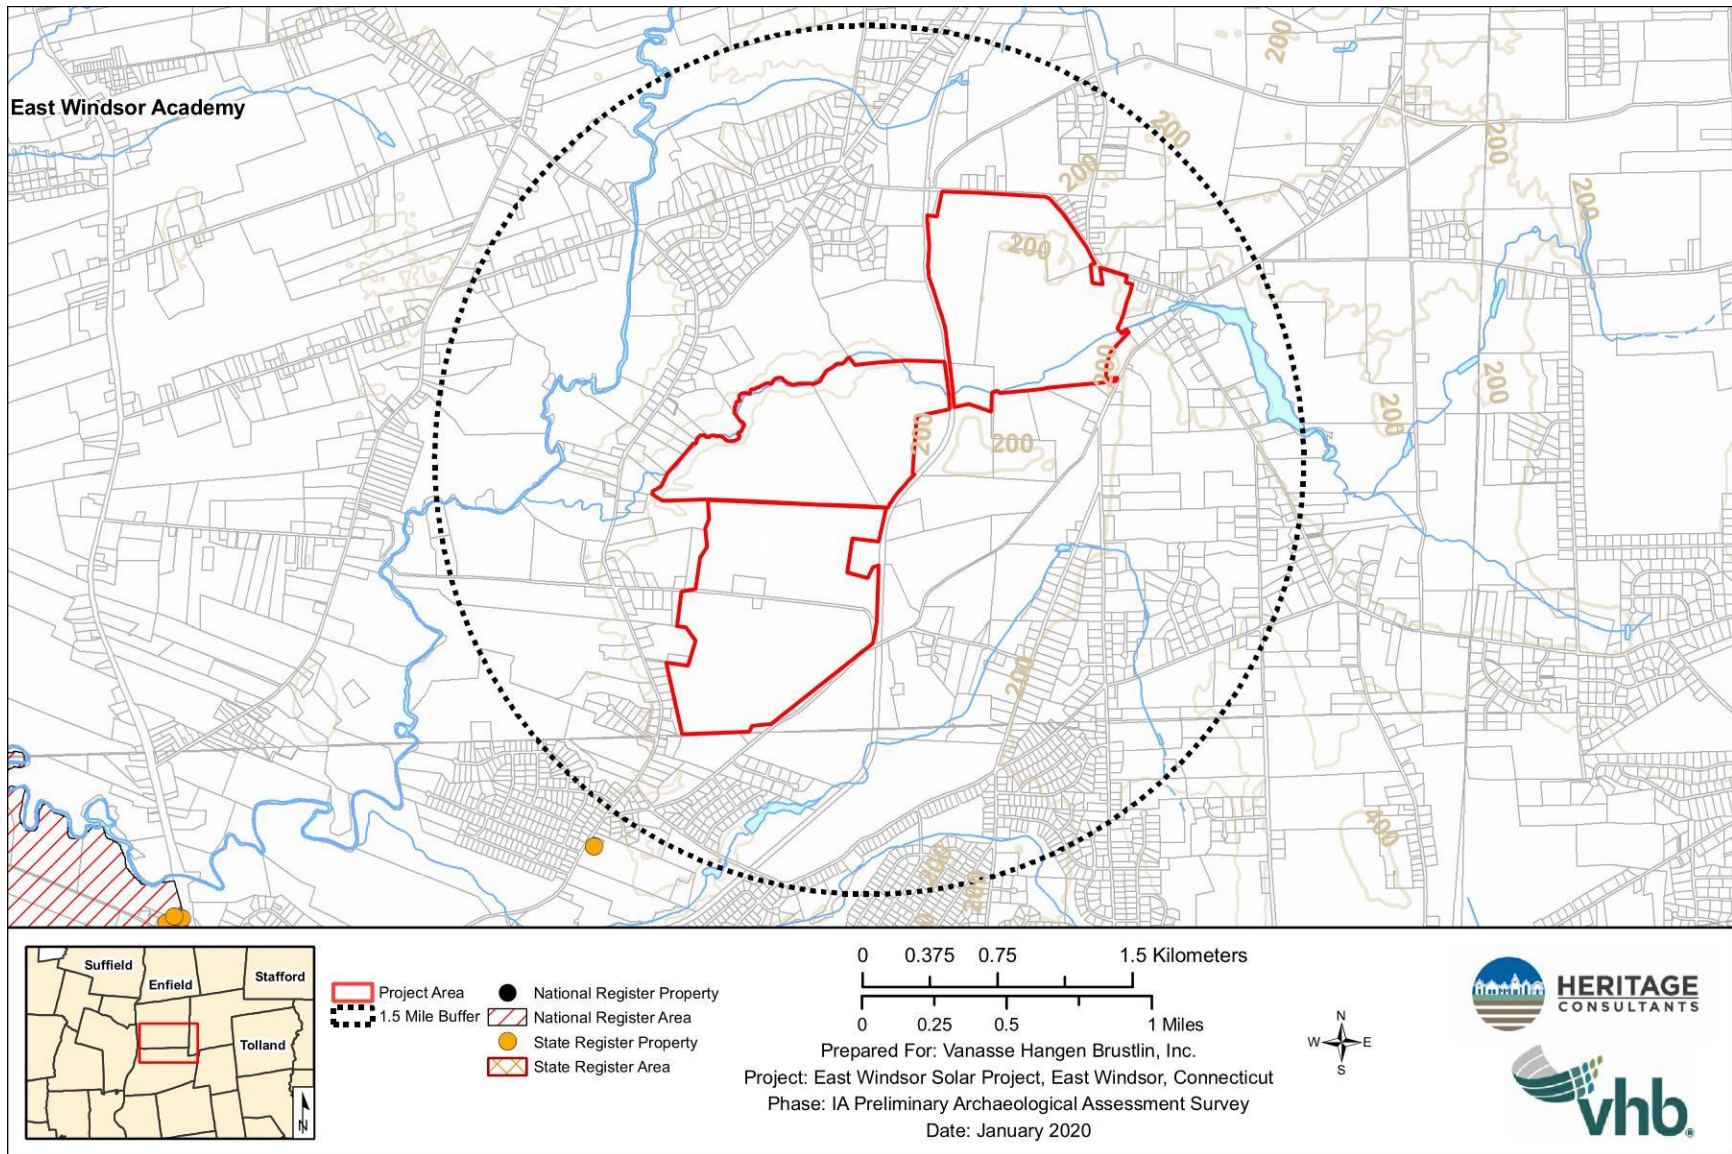 East Windsor Academy
200
200
200
200
200
200
200
200
200
200
200
200
200
400
200
200
Suffield
Enfield
Stafford
Tolland
N
Project Area
1.5 Mile Buffer
National Register Property
National Register Area
State Register Property
State Register Area
0 0.375 0.75 1.5 Kilometers
0 0.25 0.5 1 Miles
Prepared For: Vanasse Hangen Brustlin, Inc.
Project: East Windsor Solar Project, East Windsor, Connecticut
Phase: IA Preliminary Archaeological Assessment Survey
Date: January 2020
N
W E
S
HERITAGE
CONSULTANTS
vhb®